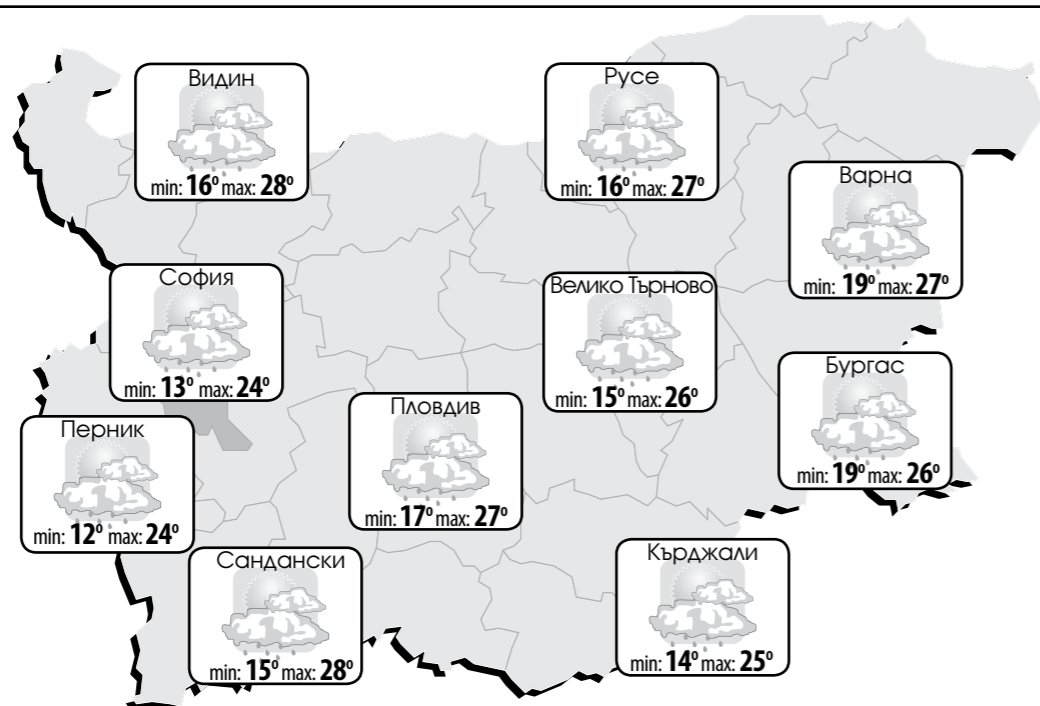 Видин
min: 16° max: 28°
Русе
min: 16° max: 27°
Варна
min: 19° max: 27°
София
min: 13° max: 24°
Велико Търново
min: 15° max: 26°
Бургас
min: 19° max: 26°
Пловдив
min: 17° max: 27°
Перник
min: 12° max: 24°
Сандански
min: 15° max: 28°
Кърджали
min: 14° max: 25°